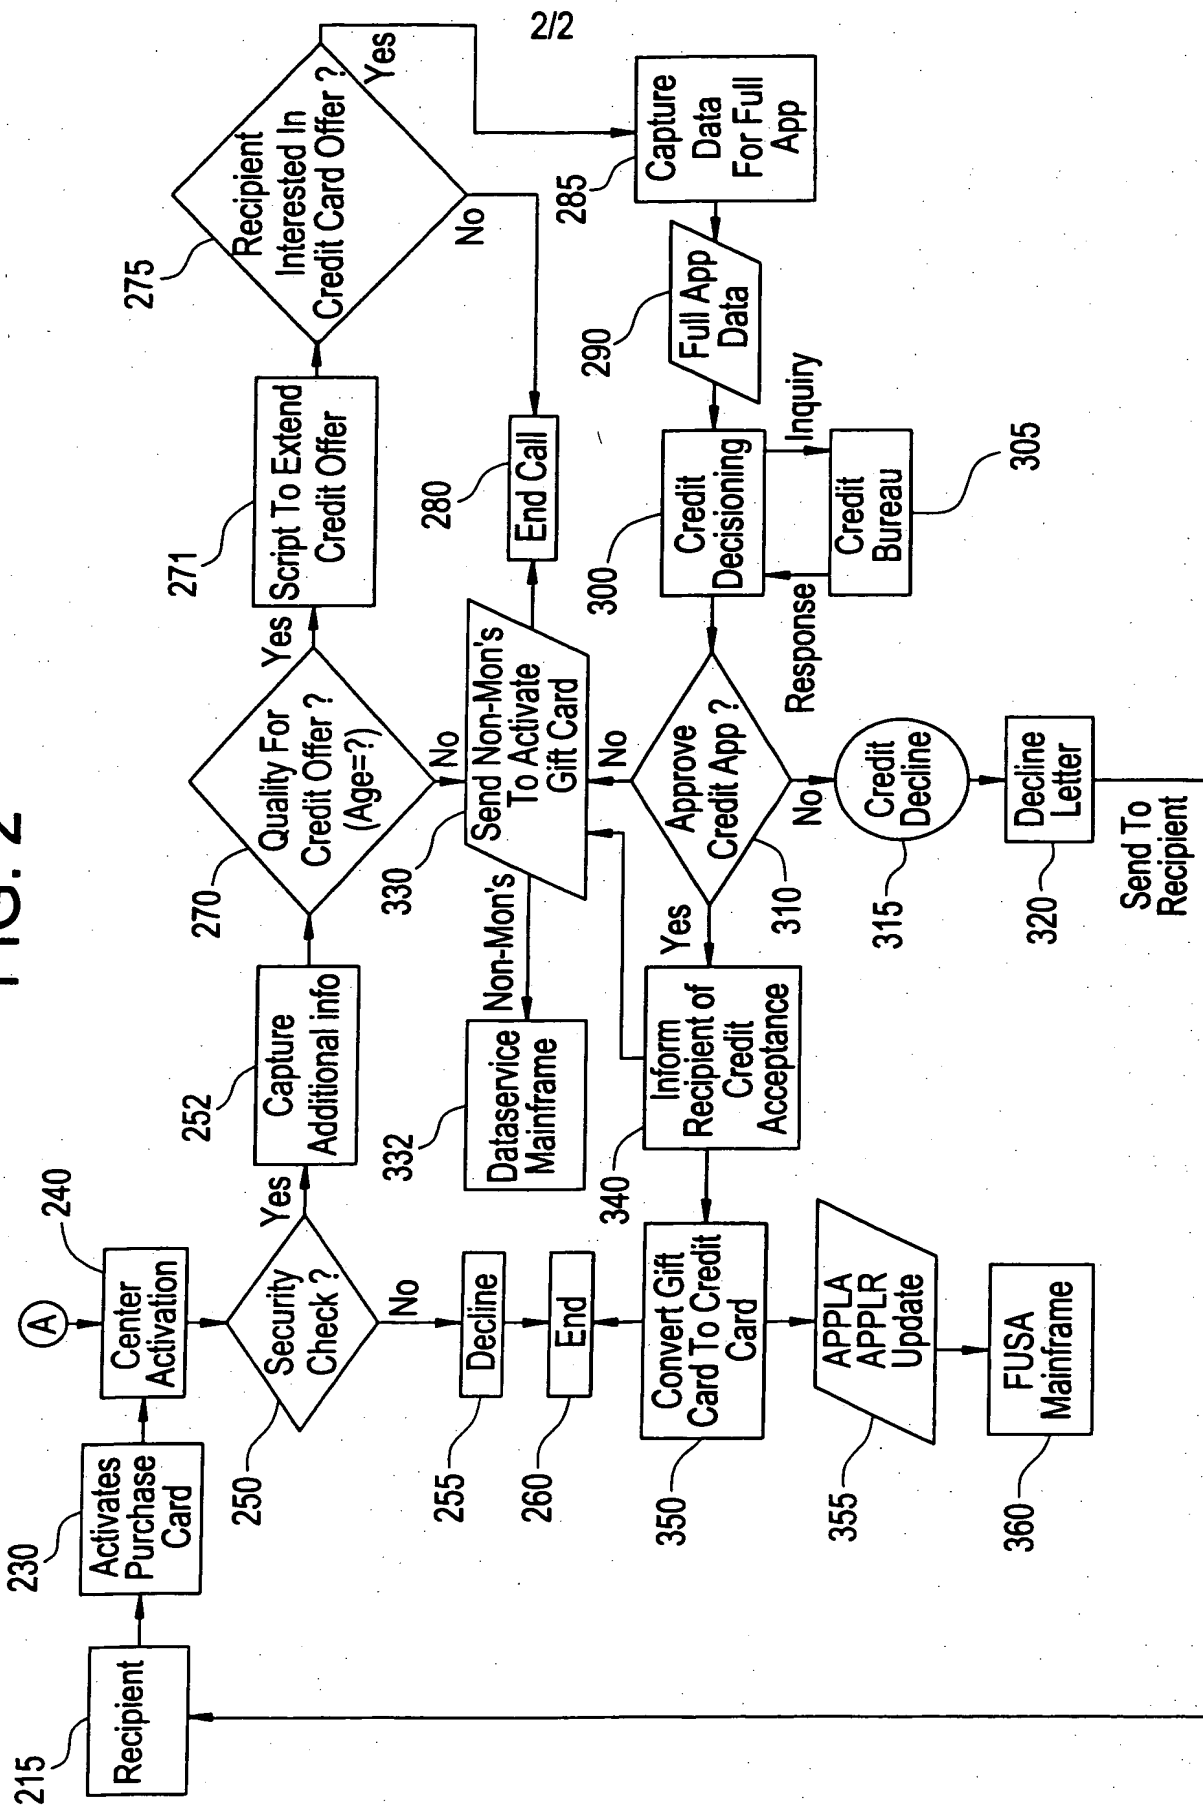 2/2
FIG. 2
215
Recipient
230
Activates
Purchase
Card
A
240
Center
Activation
250
Security
Check ?
Yes
No
255
Decline
260
End
252
Capture
Additional info
270
Quality For
Credit Offer ?
(Age=?)
Yes
No
271
Script To Extend
Credit Offer
275
Recipient
Interested In
Credit Card Offer ?
Yes
No
280
End Call
330
Send Non-Mon's
To Activate
Gift Card
Non-Mon's
332
Dataservice
Mainframe
285
Capture
Data
For Full
App
290
Full App
Data
300
Credit
Decisioning
Inquiry
Response
Credit
Bureau
305
Approve
Credit App ?
310
No
Yes
No
315
Credit
Decline
320
Decline
Letter
Send To
Recipient
340
Inform
Recipient of
Credit
Acceptance
350
Convert Gift
Card To Credit
Card
355
APPLA
APPLR
Update
360
FUSA
Mainframe